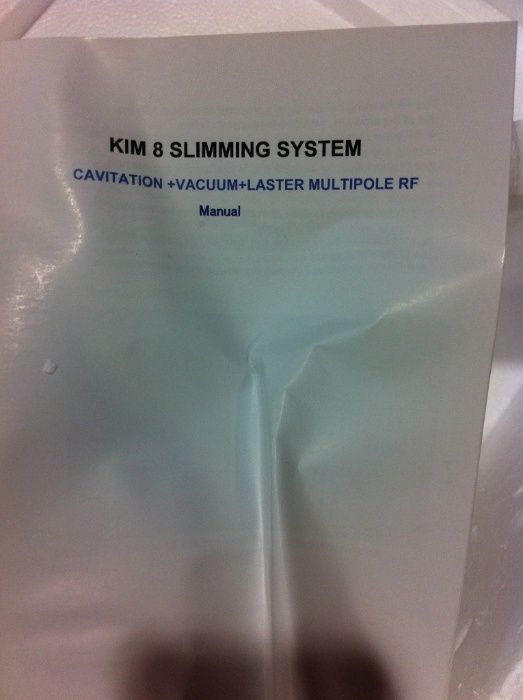 KIM 8 SLIMMING SYSTEM
CAVITATION +VACUUM+LASTER MULTIPOLE RF
Manual